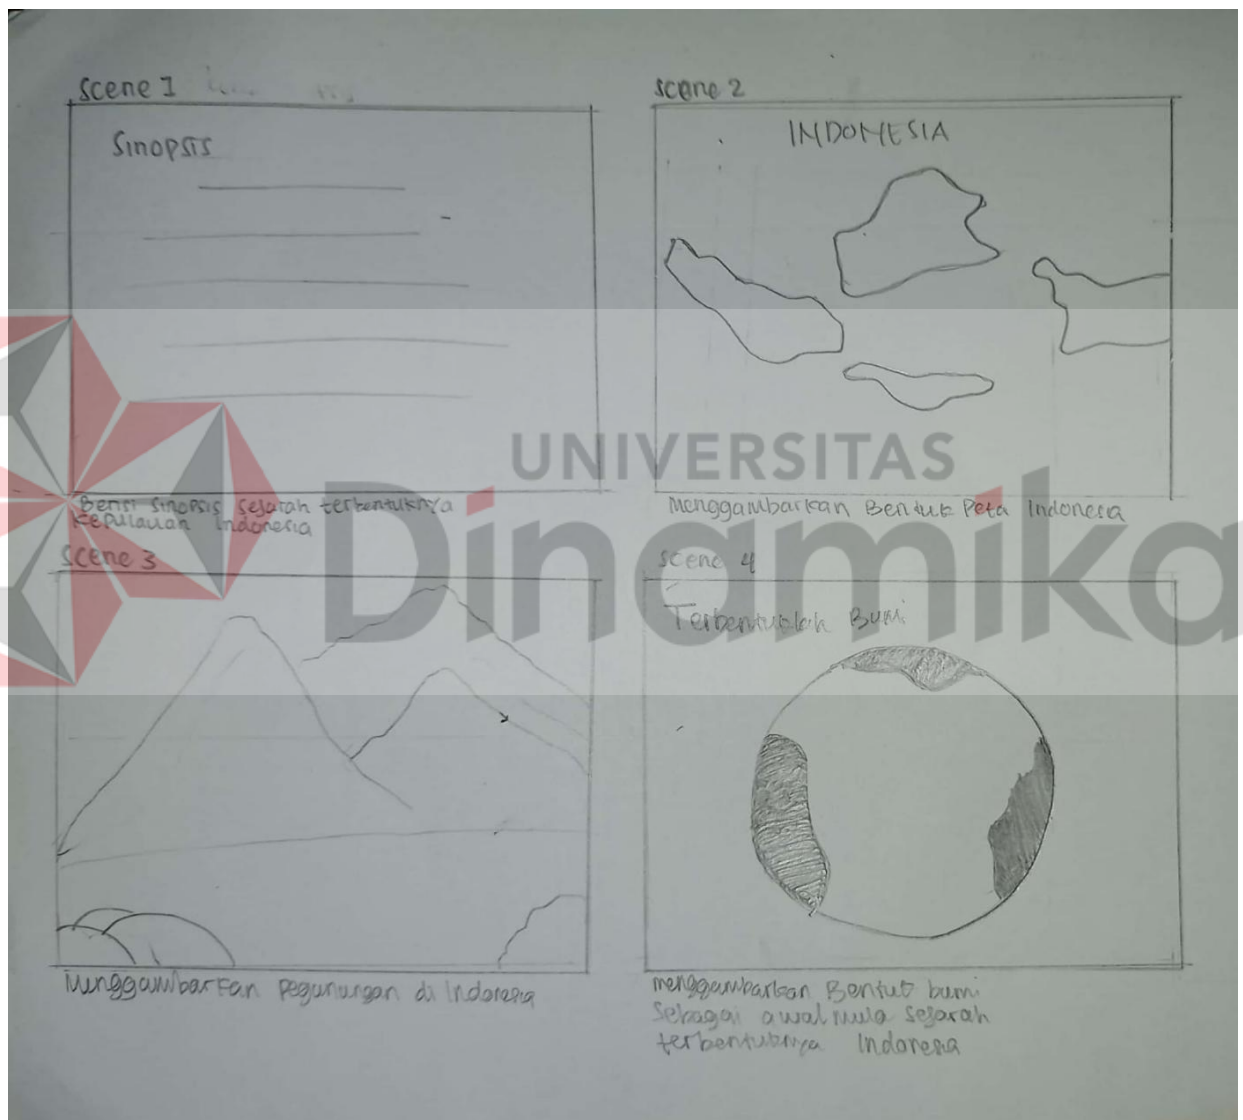 Scene 1
Sinopsis
Berisi Sinopsis Sejarah terbentuknya
Kepulauan Indonesia
Scene 2
INDONESIA
Menggambarkan Bentuk Peta Indonesia
UNIVERSITAS
Dinamika
Scene 3
Menggambarkan Pegunungan di Indonesia
Scene 4
Terbentuklah Bumi
menggambarkan Bentuk bumi
Sebagai awal mula Sejarah
terbentuknya Indonesia